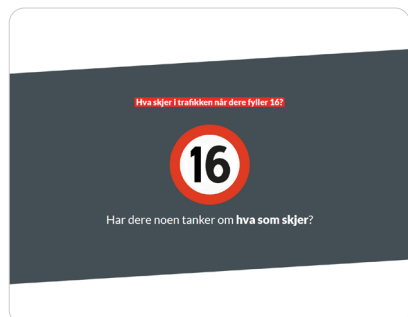 Hva skjer i trafikken når dere fyller 16?
16
Har dere noen tanker om hva som skjer?